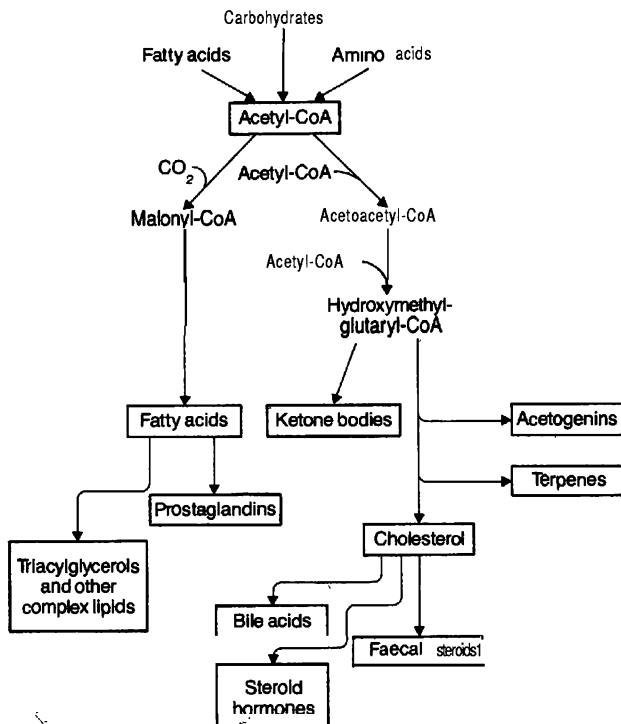 Carbohydrates
Fatty acids
Amino acids
Acetyl-CoA
CO2
Acetyl-CoA
Malonyl-CoA
Acetoacetyl-CoA
Acetyl-CoA
Hydroxymethyl-
glutaryl-CoA
Fatty acids
Ketone bodies
Acetogenins
Terpenes
Prostaglandins
Cholesterol
Triacylglycerols
and other
complex lipids
Bile acids
Faecal steroids1
Steroid
hormones